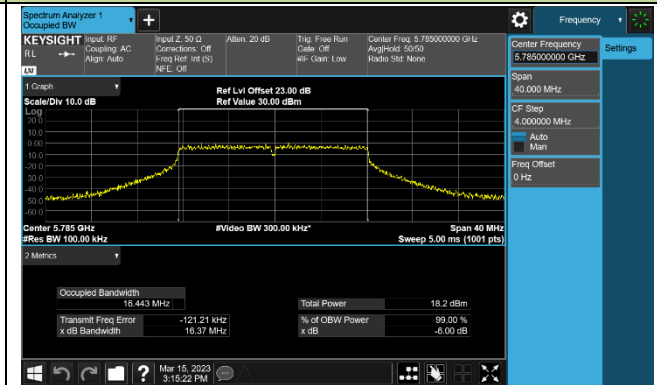 Spectrum Analyzer 1
Occupied BW
+
Frequency
KEYSIGHT
RL
LXI
Input: RF
Coupling: AC
Align: Auto
Input Z: 50 Ω
Corrections: Off
Freq Ref: Int (S)
NFE: Off
Atten: 20 dB
Trig: Free Run
Gate: Off
#IF Gain: Low
Center Freq: 5.785000000 GHz
Avg|Hold: 50/50
Radio Std: None
Center Frequency
5.785000000 GHz
Settings
Span
40.000 MHz
CF Step
4.000000 MHz
Auto
Man
Freq Offset
0 Hz
1 Graph
Scale/Div 10.0 dB
Ref Lvl Offset 23.00 dB
Ref Value 30.00 dBm
Log
20.0
10.0
0.00
-10.0
-20.0
-30.0
-40.0
-50.0
-60.0
Center 5.785 GHz
#Video BW 300.00 kHz*
Span 40 MHz
#Res BW 100.00 kHz
Sweep 5.00 ms (1001 pts)
2 Metrics
Occupied Bandwidth
16.443 MHz
Total Power 18.2 dBm
Transmit Freq Error -121.21 kHz
% of OBW Power 99.00 %
x dB Bandwidth 16.37 MHz
x dB -6.00 dB
?
Mar 15, 2023
3:15:22 PM